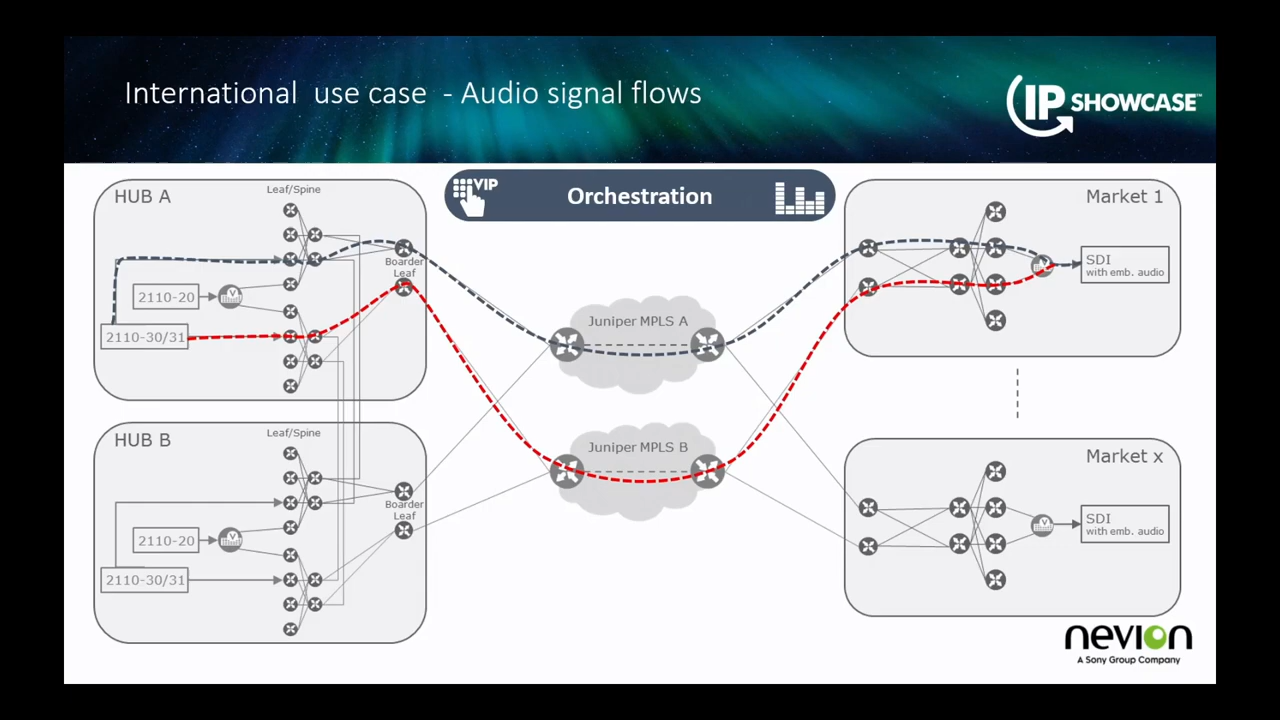 International use case - Audio signal flows
IP SHOWCASE™
HUB A
Leaf/Spine
Boarder
Leaf
2110-20
V
2110-30/31
VIP
Orchestration
Juniper MPLS A
Juniper MPLS B
Market 1
V
SDI
with emb. audio
HUB B
Leaf/Spine
Boarder
Leaf
2110-20
V
2110-30/31
Market x
V
SDI
with emb. audio
nevion
A Sony Group Company